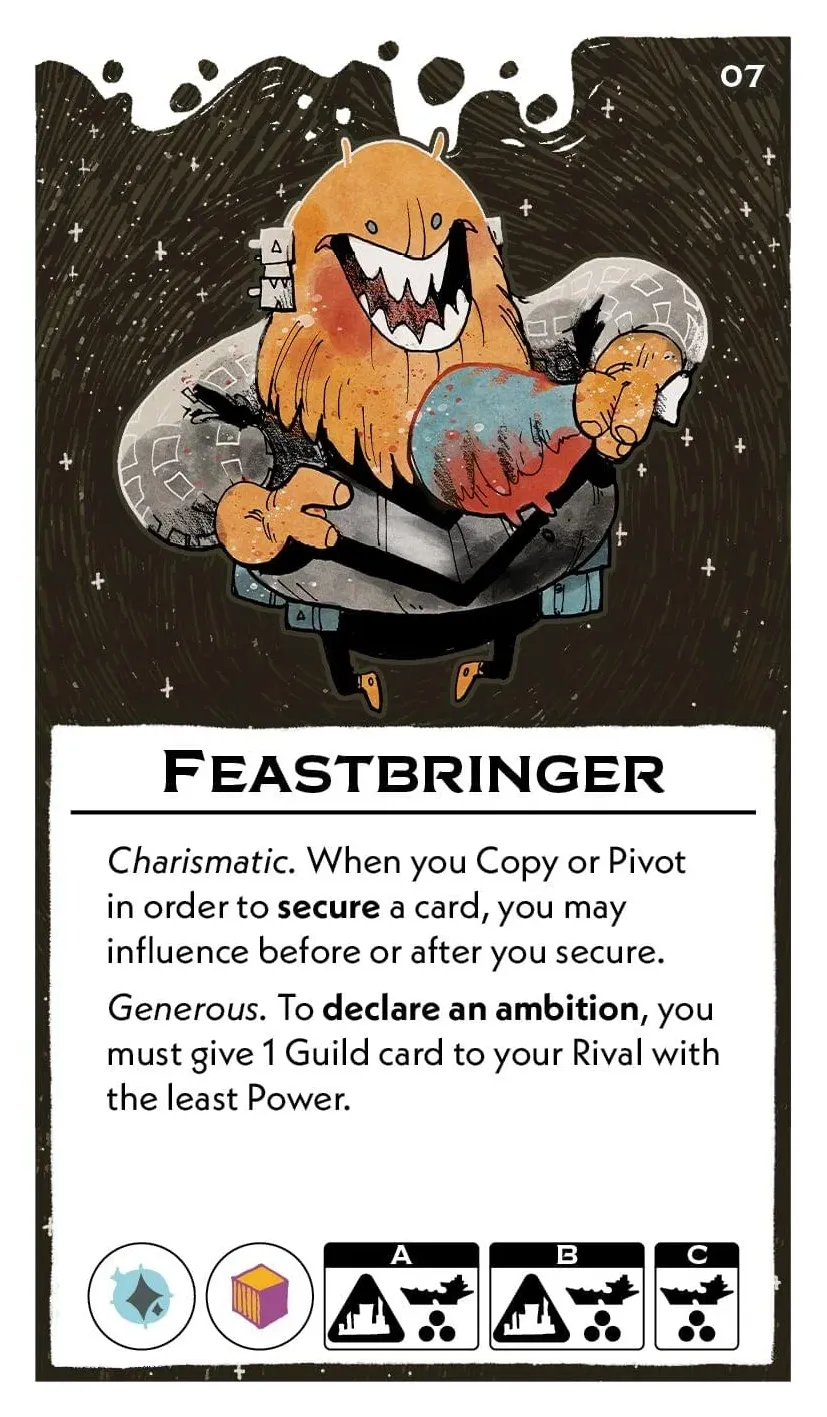 07
FEASTBRINGER
Charismatic. When you Copy or Pivot
in order to secure a card, you may
influence before or after you secure.
Generous. To declare an ambition, you
must give 1 Guild card to your Rival with
the least Power.
A B C